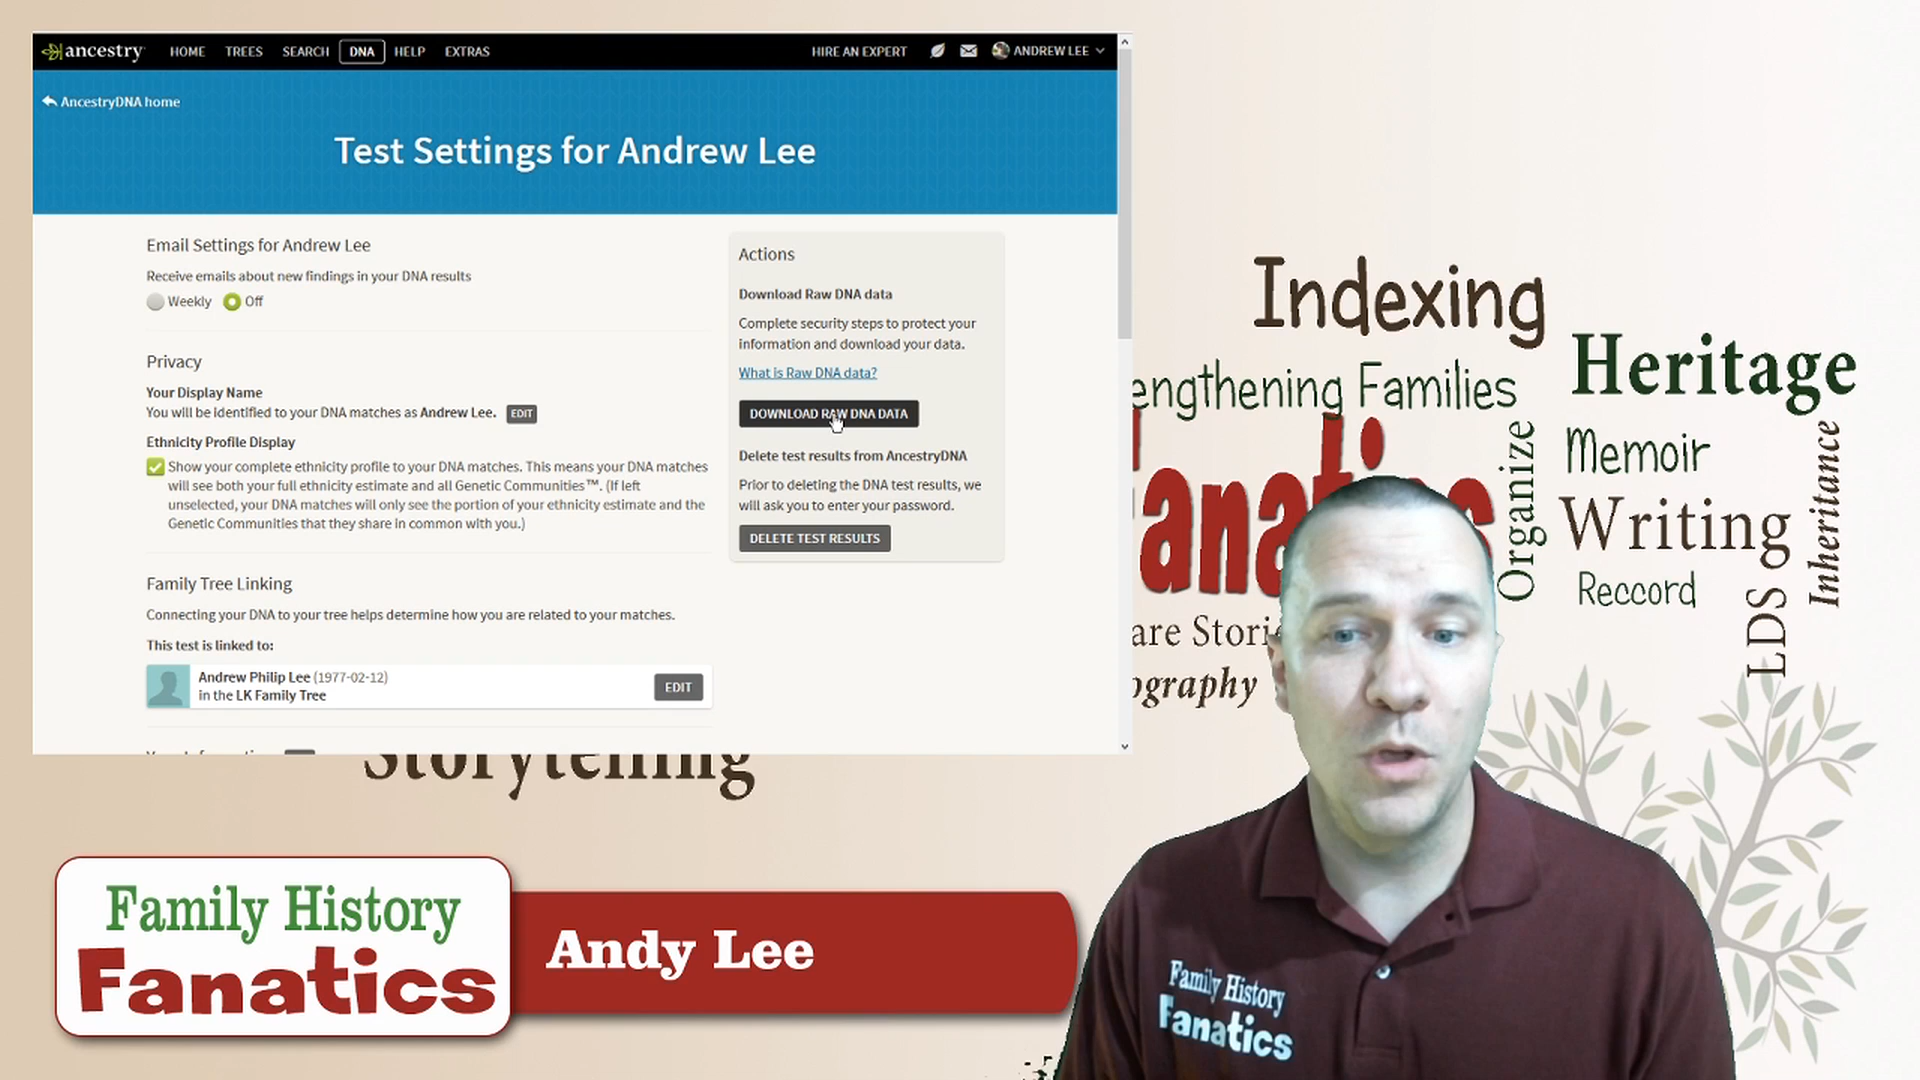 ancestry HOME TREES SEARCH DNA HELP EXTRAS HIRE AN EXPERT ANDREW LEE
AncestryDNA home
Test Settings for Andrew Lee
Email Settings for Andrew Lee
Receive emails about new findings in your DNA results
Weekly Off
Privacy
Your Display Name
You will be identified to your DNA matches as Andrew Lee. EDIT
Ethnicity Profile Display
Show your complete ethnicity profile to your DNA matches. This means your DNA matches
will see both your full ethnicity estimate and all Genetic Communities™. (If left
unselected, your DNA matches will only see the portion of your ethnicity estimate and the
Genetic Communities that they share in common with you.)
Family Tree Linking
Connecting your DNA to your tree helps determine how you are related to your matches.
This test is linked to:
Andrew Philip Lee (1977-02-12)
in the LK Family Tree
EDIT
Actions
Download Raw DNA data
Complete security steps to protect your
information and download your data.
What is Raw DNA data?
DOWNLOAD RAW DNA DATA
Delete test results from AncestryDNA
Prior to deleting the DNA test results, we
will ask you to enter your password.
DELETE TEST RESULTS
Indexing
Heritage
engthening Families
Organize
Memoir
Writing
Reccord
LDS
Inheritance
are Stori
ography
Storytelling
Family History
Fanatics
Andy Lee
Family History
Fanatics